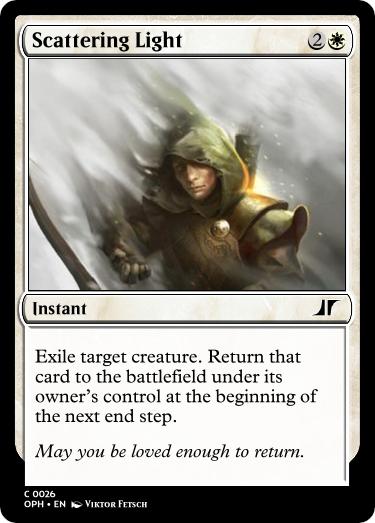 Scattering Light 2
Instant
Exile target creature. Return that
card to the battlefield under its
owner's control at the beginning of
the next end step.
May you be loved enough to return.
C 0026
OPH • EN Viktor Fetsch